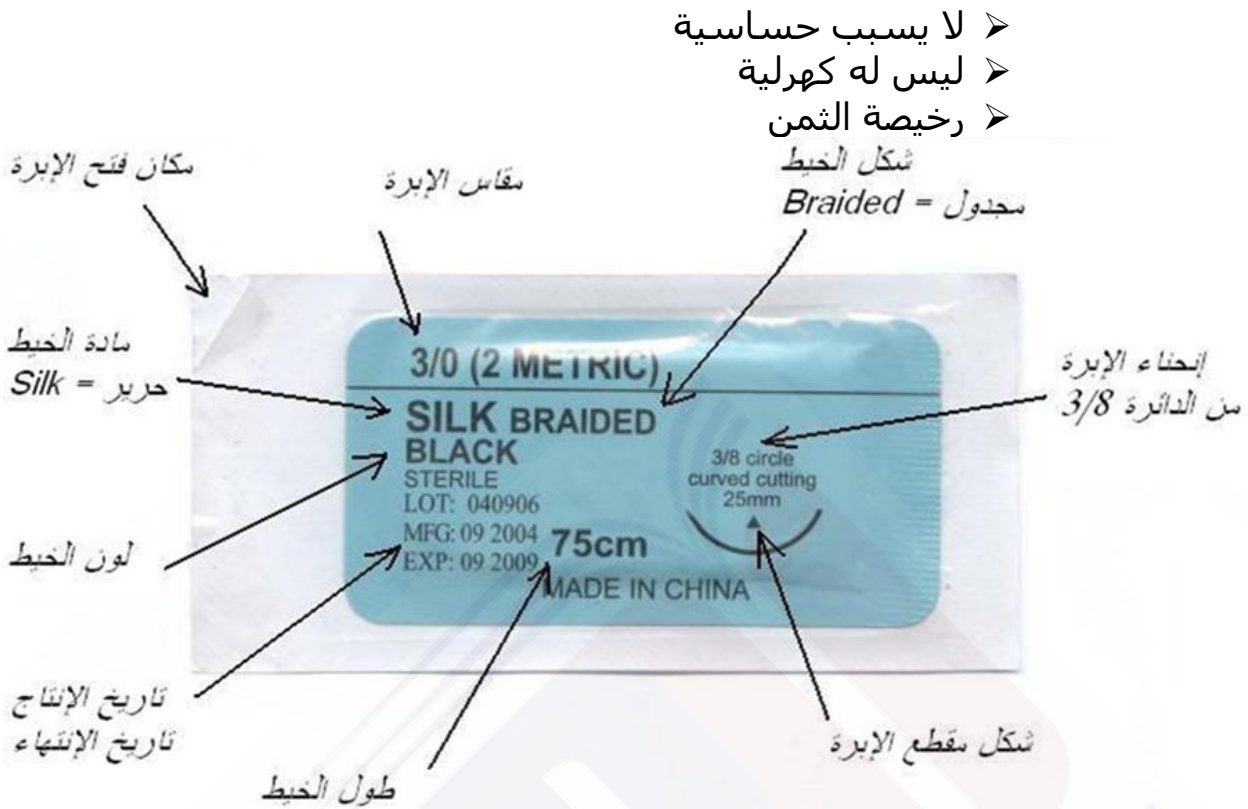 ➢ لا يسبب حساسية
➢ ليس له كهرلية
➢ رخيصة الثمن
مكان فتح الإبرة
مقاس الإبرة
شكل الخيط
مجدول = Braided
مادة الخيط
حرير = Silk
إنحناء الإبرة
من الدائرة 3/8
3/0 (2 METRIC)
SILK BRAIDED
BLACK
STERILE
LOT: 040906
MFG: 09 2004
EXP: 09 2009
75cm
MADE IN CHINA
3/8 circle
curved cutting
25mm
لون الخيط
تاريخ الإنتاج
تاريخ الإنتهاء
طول الخيط
شكل مقطع الإبرة